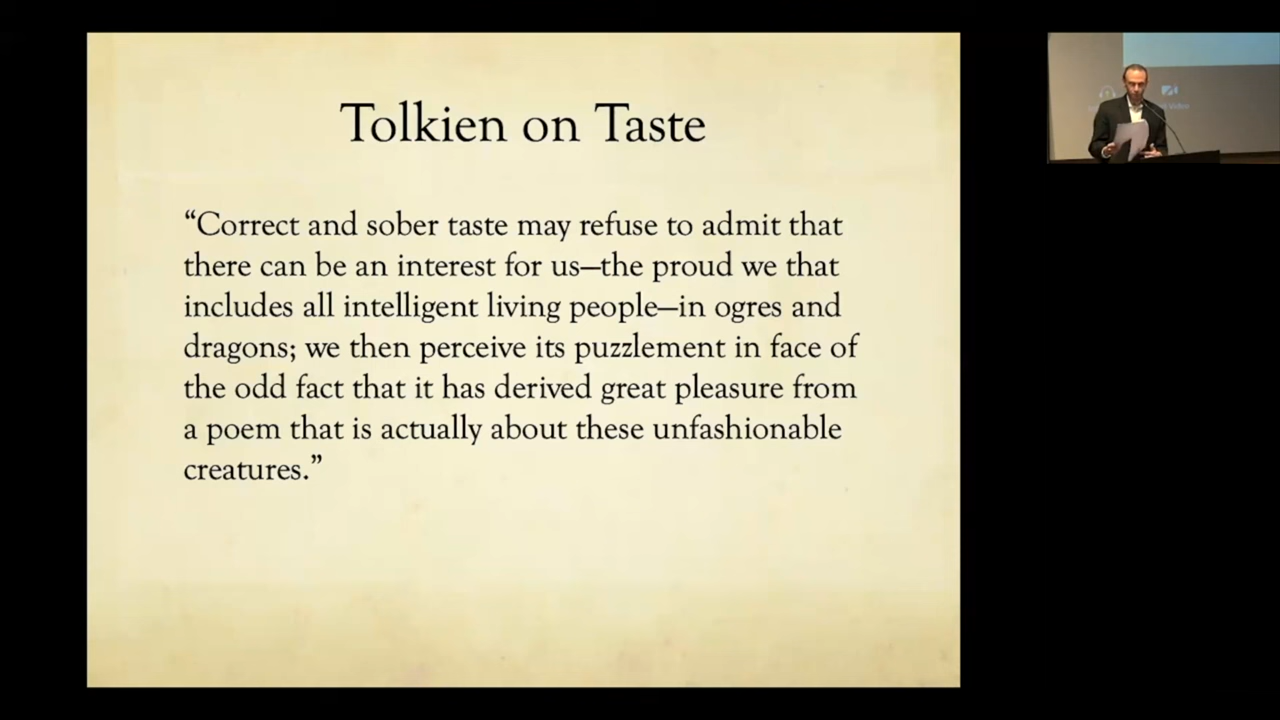 Tolkien on Taste
“Correct and sober taste may refuse to admit that
there can be an interest for us—the proud we that
includes all intelligent living people—in ogres and
dragons; we then perceive its puzzlement in face of
the odd fact that it has derived great pleasure from
a poem that is actually about these unfashionable
creatures.”